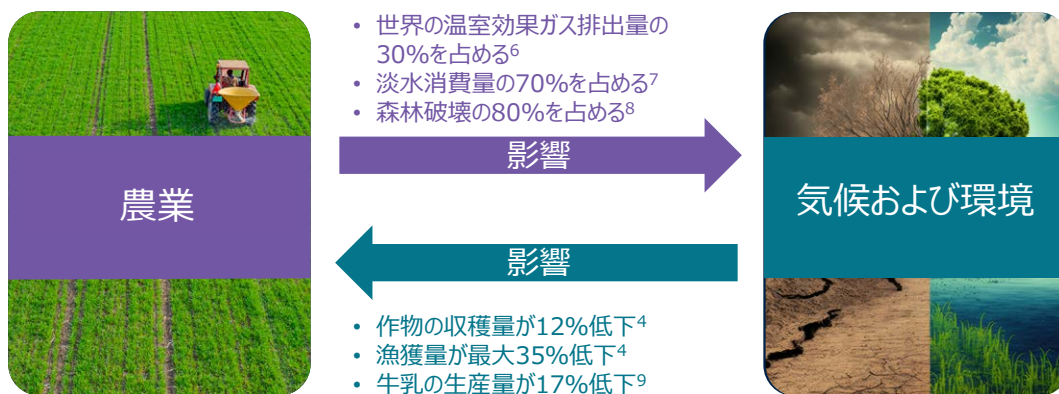 農業
• 世界の温室効果ガス排出量の
30%を占める⁶
• 淡水消費量の70%を占める⁷
• 森林破壊の80%を占める⁸
影響
影響
• 作物の収穫量が12%低下⁴
• 漁獲量が最大35%低下⁴
• 牛乳の生産量が17%低下⁹
気候および環境